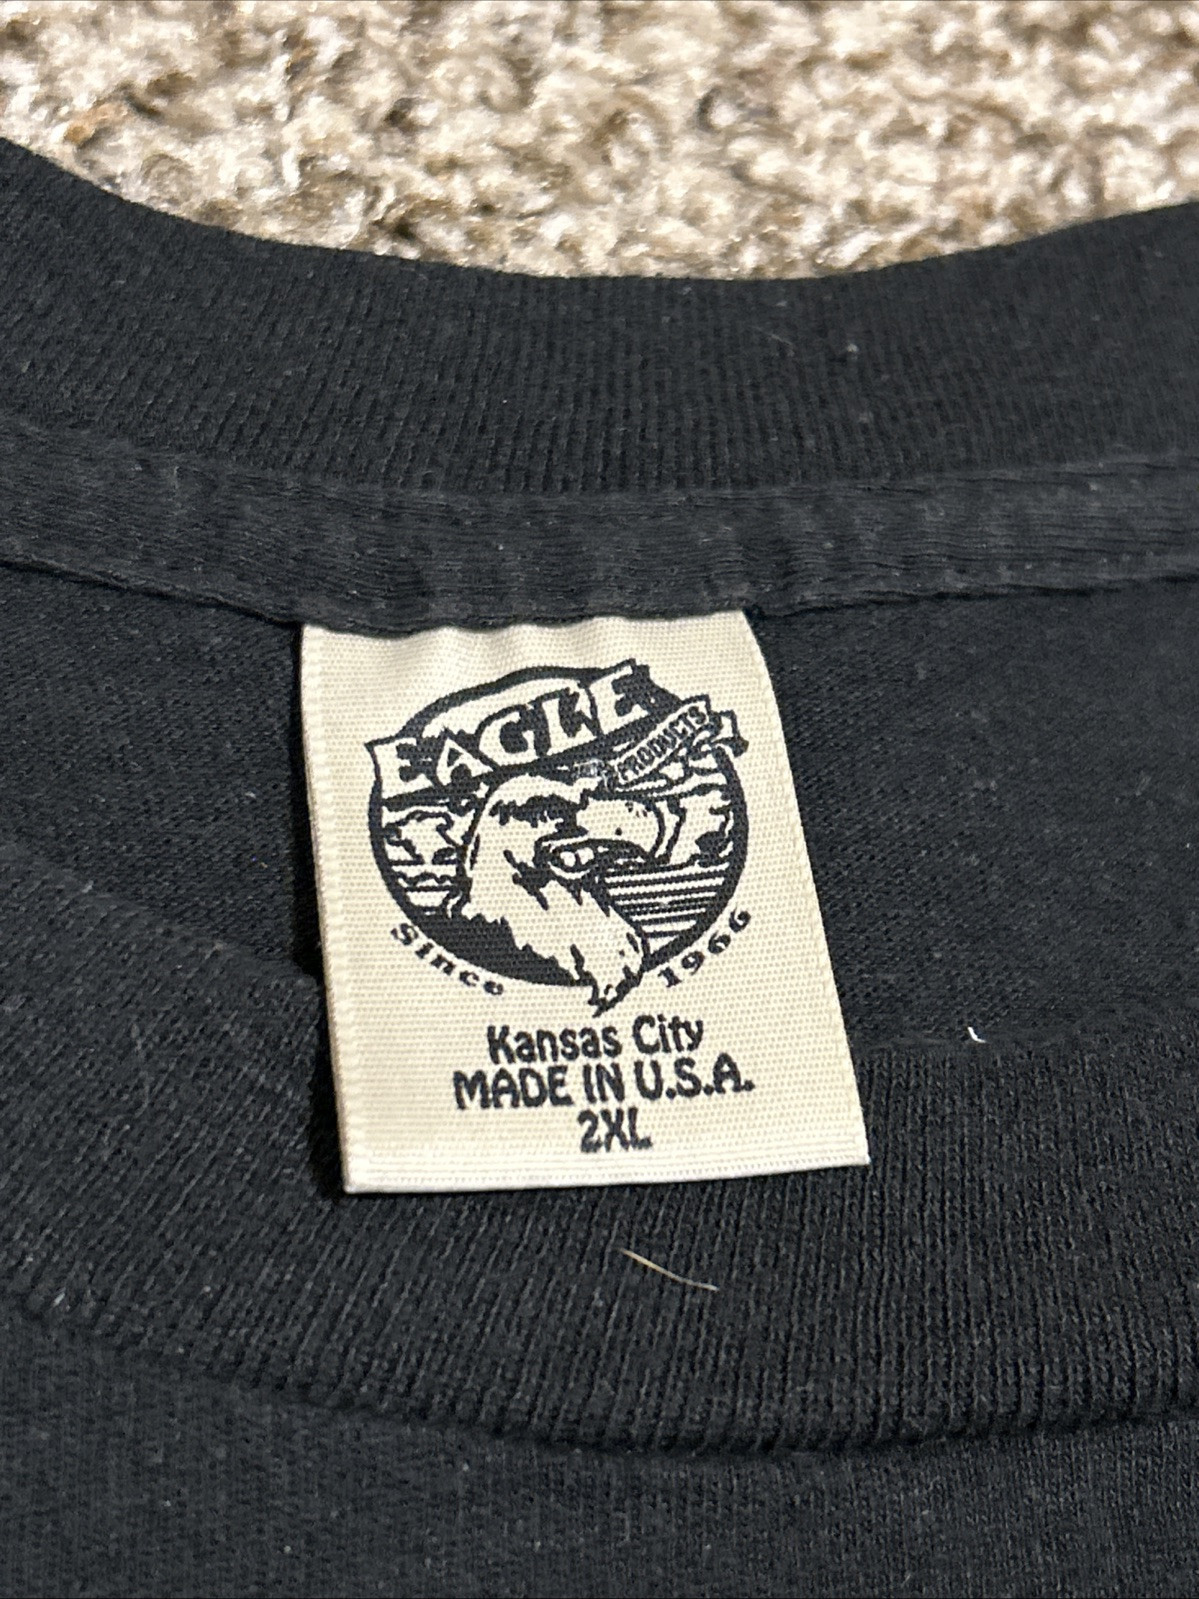 EAGLE
PRODUCTS
Since 1966
Kansas City
MADE IN U.S.A.
2XL